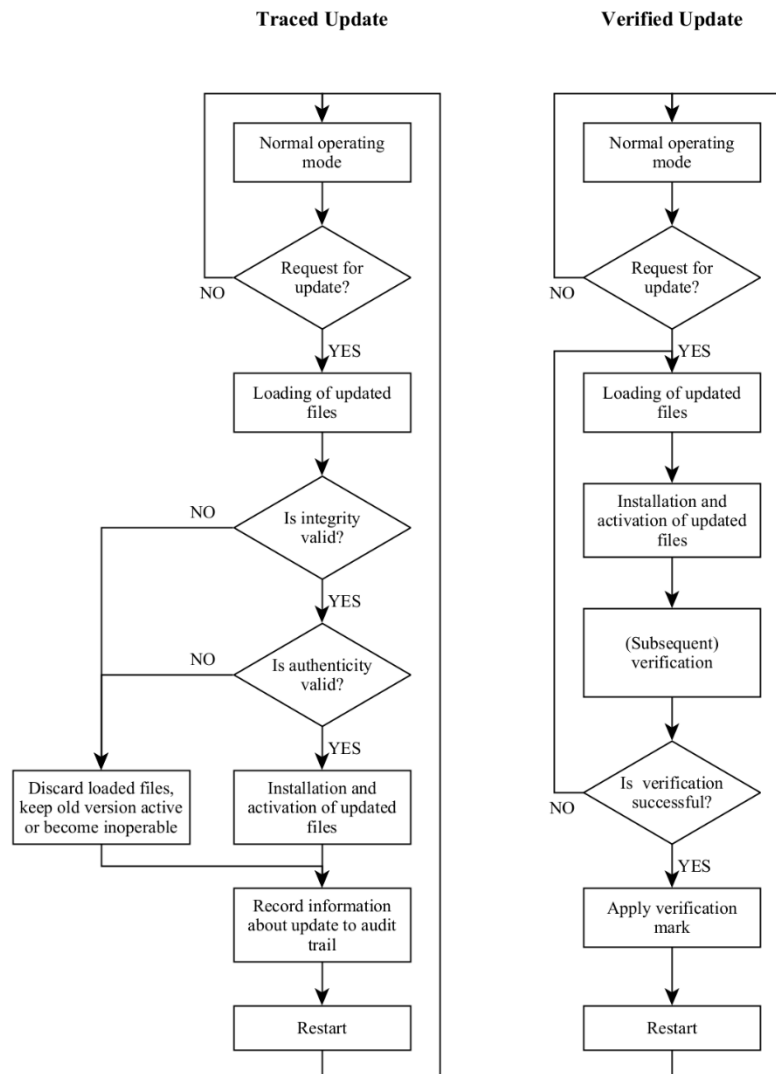 Traced Update
Normal operating
mode
Request for
update?
NO
YES
Loading of updated
files
NO
Is integrity
valid?
YES
NO
Is authenticity
valid?
YES
Discard loaded files,
keep old version active
or become inoperable
Installation and
activation of updated
files
Record information
about update to audit
trail
Restart
Verified Update
Normal operating
mode
Request for
update?
NO
YES
Loading of updated
files
Installation and
activation of updated
files
(Subsequent)
verification
Is verification
successful?
NO
YES
Apply verification
mark
Restart